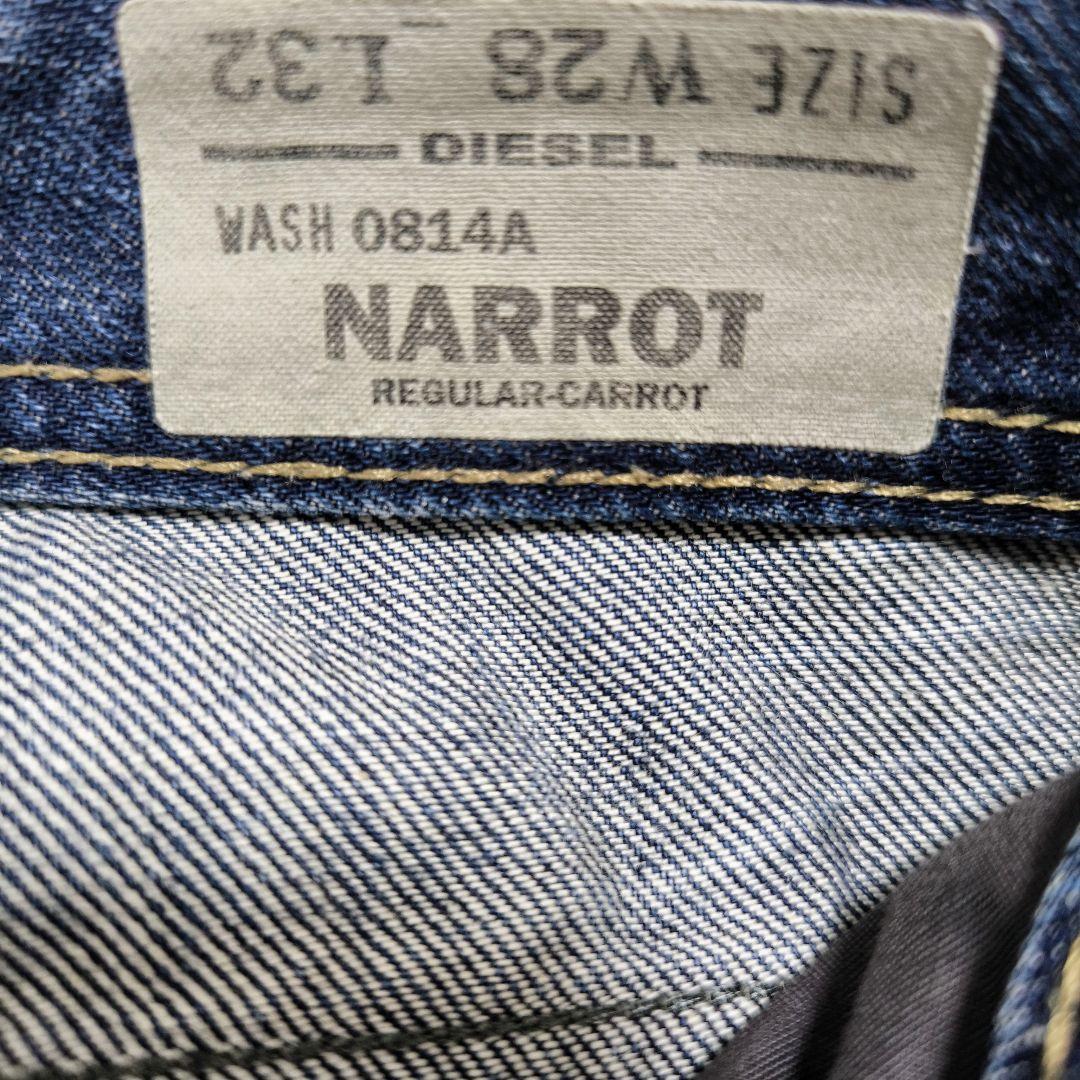 SIZE W28 L32
DIESEL
WASH 0814A
NARROT
REGULAR-CARROT